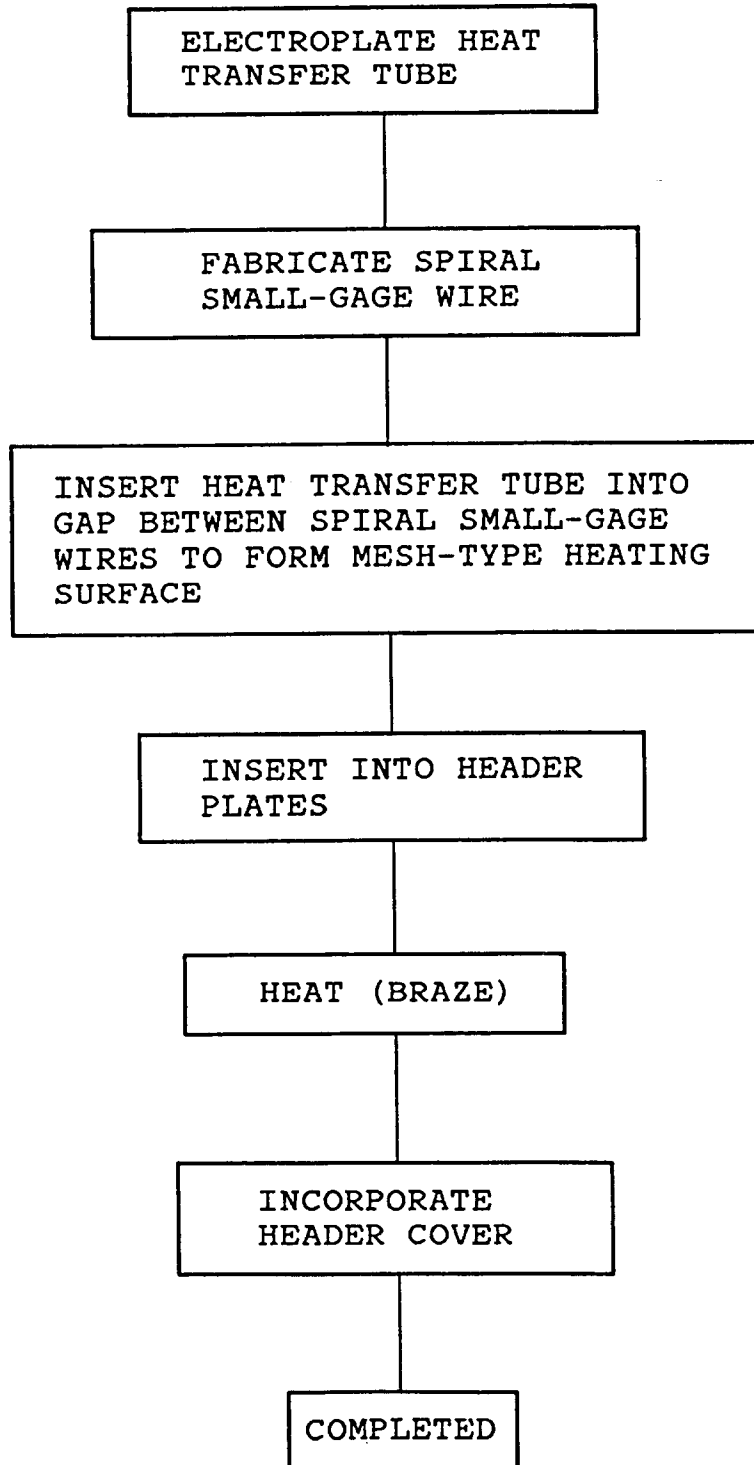 ELECTROPLATE HEAT
TRANSFER TUBE
FABRICATE SPIRAL
SMALL-GAGE WIRE
INSERT HEAT TRANSFER TUBE INTO
GAP BETWEEN SPIRAL SMALL-GAGE
WIRES TO FORM MESH-TYPE HEATING
SURFACE
INSERT INTO HEADER
PLATES
HEAT (BRAZE)
INCORPORATE
HEADER COVER
COMPLETED